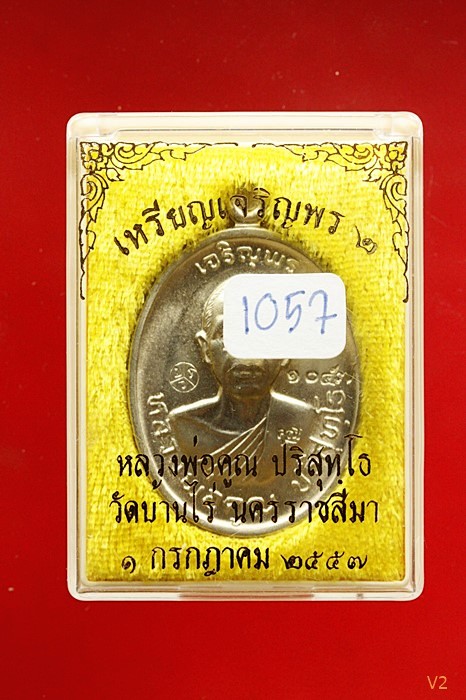 เหรียญเจริญพร ๒
เจริญพร
1057
๑๐๕๗
หลวงพ่อคูณ ปริสุทฺโธ
วัดบ้านไร่ นครราชสีมา
๑ กรกฎาคม ๒๕๕๗
V2